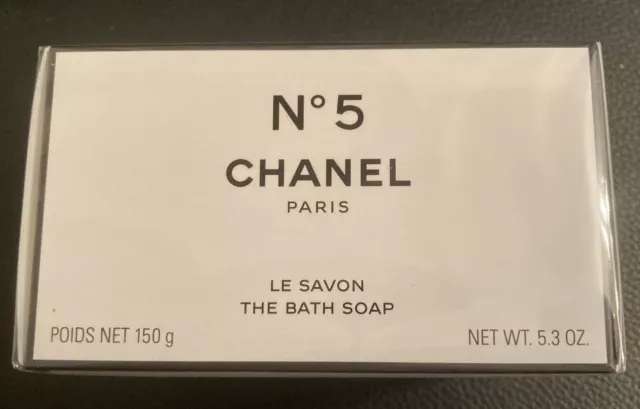 N° 5
CHANEL
PARIS
LE SAVON
THE BATH SOAP
POIDS NET 150 g
NET WT. 5.3 OZ.